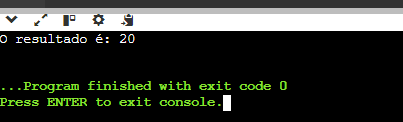 O resultado é: 20
...Program finished with exit code 0
Press ENTER to exit console.